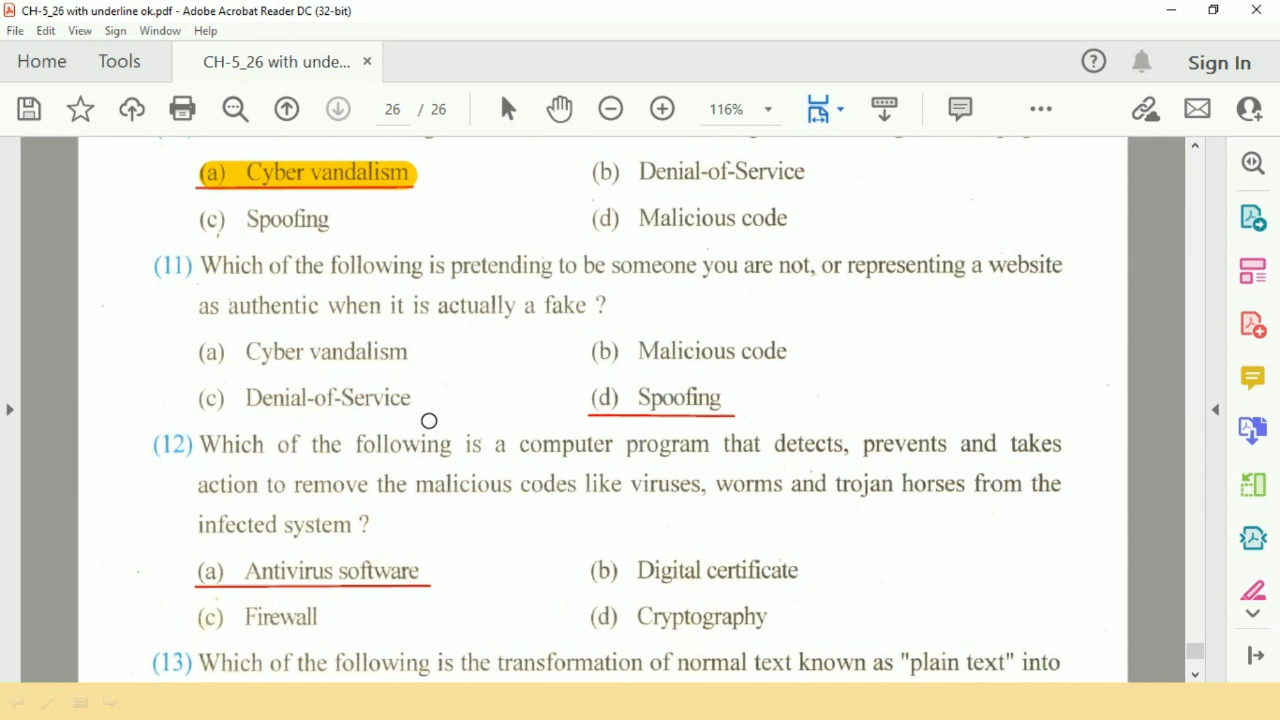 CH-5_26 with underline ok.pdf - Adobe Acrobat Reader DC (32-bit)
File Edit View Sign Window Help
Home Tools CH-5_26 with unde... × Sign In
26 / 26 116%
(a) Cyber vandalism (b) Denial-of-Service
(c) Spoofing (d) Malicious code
(11) Which of the following is pretending to be someone you are not, or representing a website
as authentic when it is actually a fake ?
(a) Cyber vandalism (b) Malicious code
(c) Denial-of-Service (d) Spoofing
(12) Which of the following is a computer program that detects, prevents and takes
action to remove the malicious codes like viruses, worms and trojan horses from the
infected system ?
(a) Antivirus software (b) Digital certificate
(c) Firewall (d) Cryptography
(13) Which of the following is the transformation of normal text known as "plain text" into